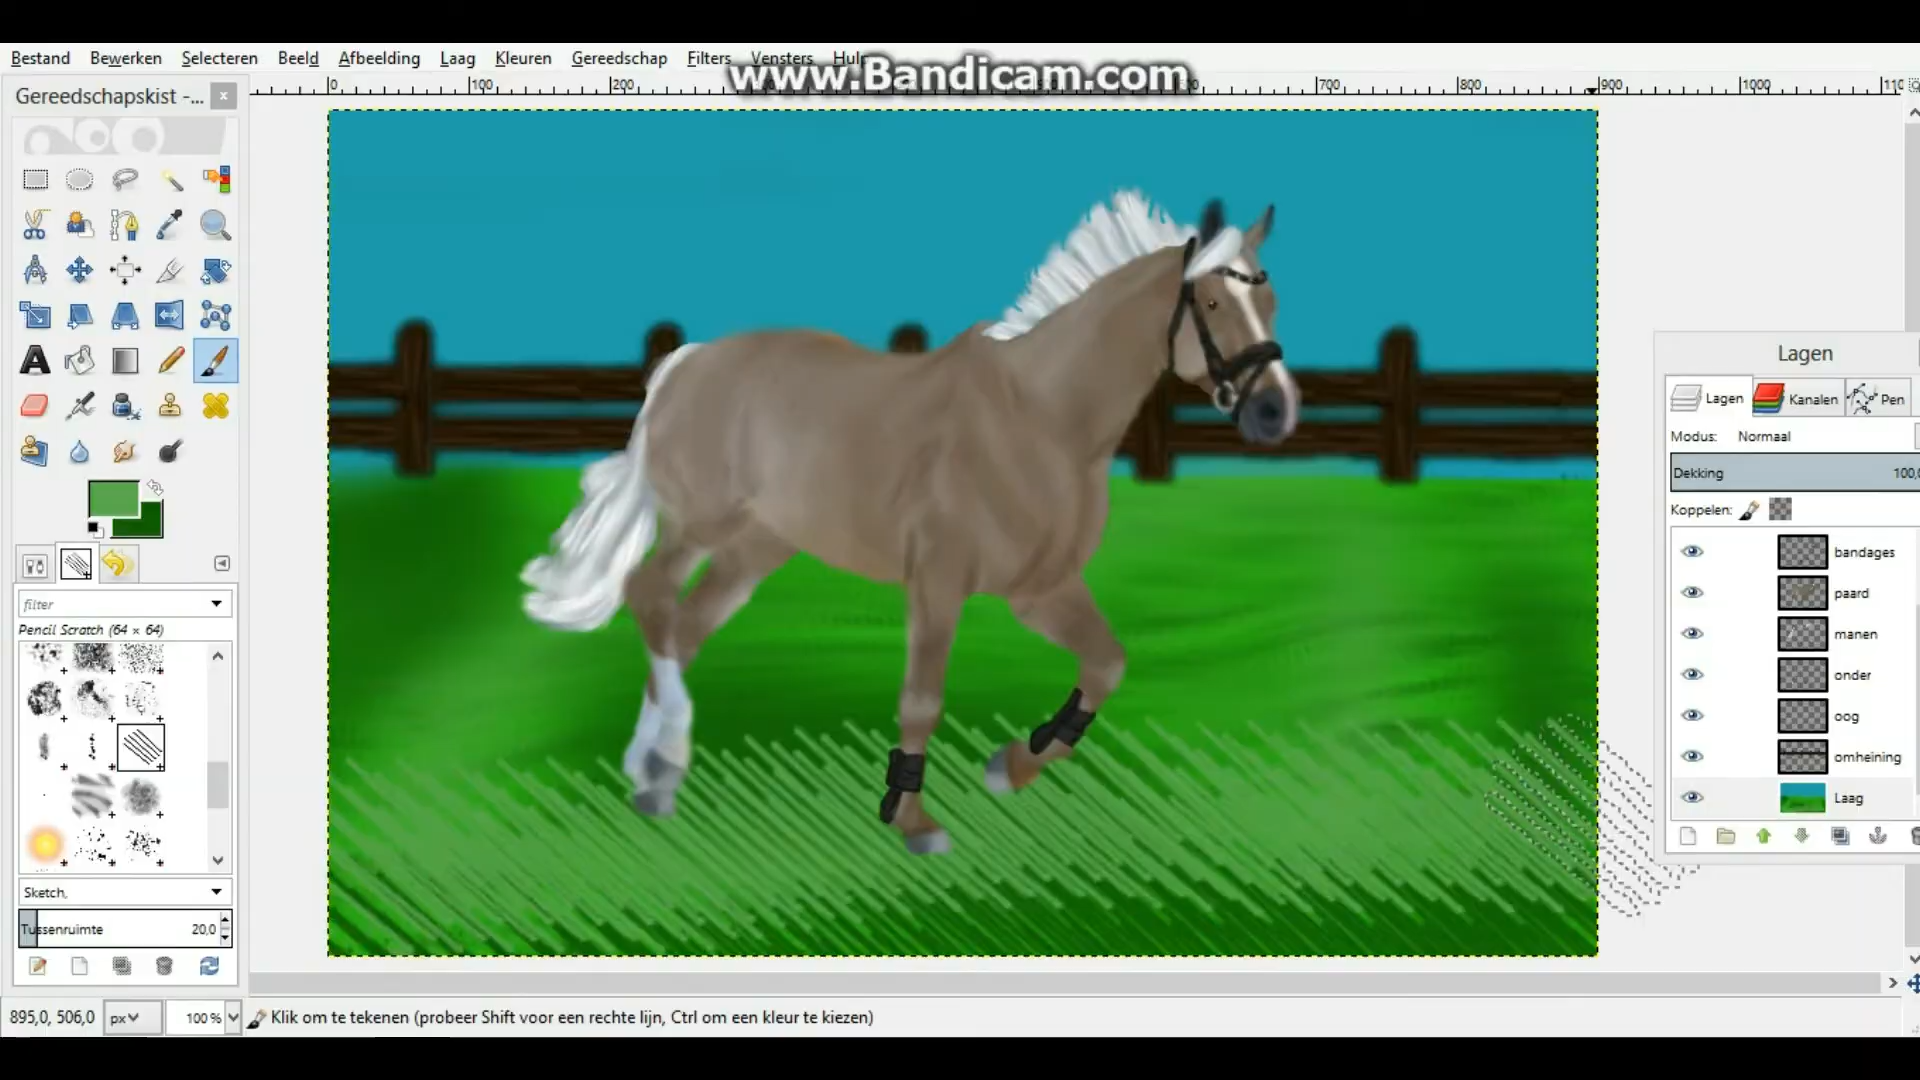 Bestand Bewerken Selecteren Beeld Afbeelding Laag Kleuren Gereedschap Filters Vensters Hulp
www.Bandicam.com
0 100 200 700 800 900 1000
Gereedschapskist -...
filter
Pencil Scratch (64 × 64)
Sketch,
Tussenruimte 20,0
Lagen
Lagen Kanalen Pen
Modus: Normaal
Dekking 100,0
Koppelen:
bandages
paard
manen
onder
oog
omheining
Laag
895,0, 506,0 px 100 % Klik om te tekenen (probeer Shift voor een rechte lijn, Ctrl om een kleur te kiezen)